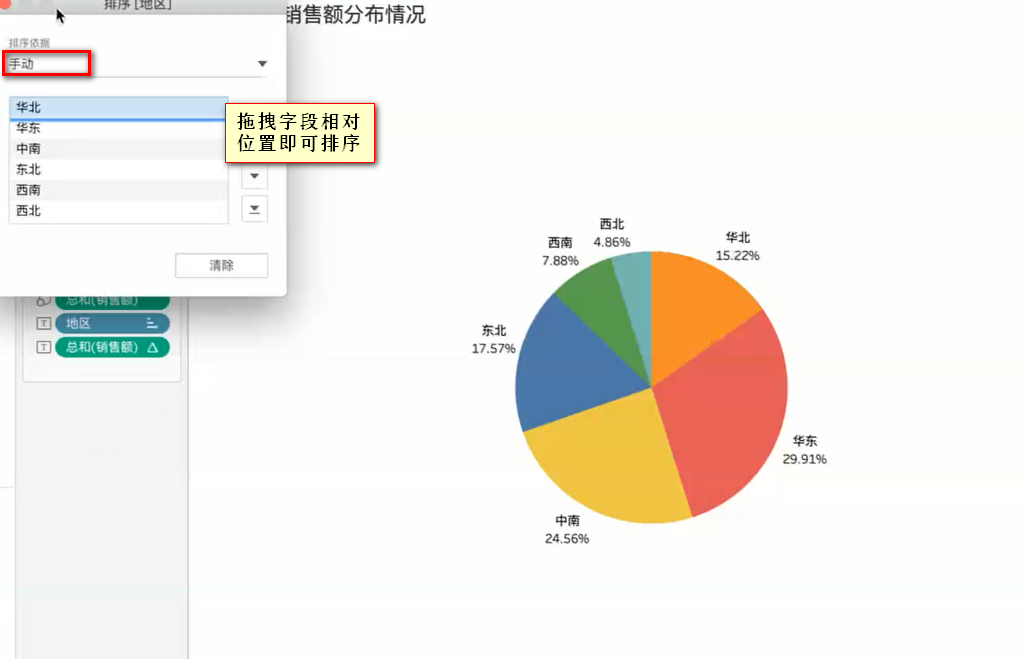 排序 [地区]
销售额分布情况
排序依据
手动
华北
华东
中南
东北
西南
西北
拖拽字段相对
位置即可排序
清除
总和(销售额)
地区
总和(销售额)
西北
4.86%
西南
7.88%
华北
15.22%
东北
17.57%
华东
29.91%
中南
24.56%